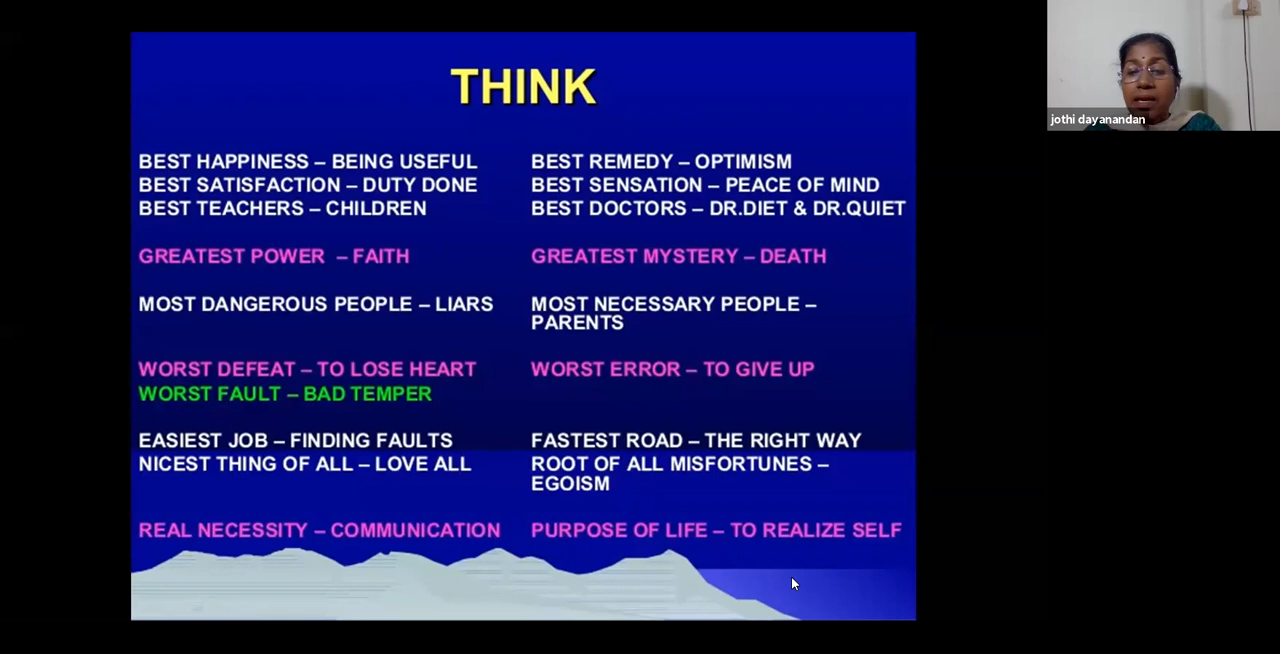 THINK
BEST HAPPINESS – BEING USEFUL
BEST SATISFACTION – DUTY DONE
BEST TEACHERS – CHILDREN
GREATEST POWER – FAITH
MOST DANGEROUS PEOPLE – LIARS
WORST DEFEAT – TO LOSE HEART
WORST FAULT – BAD TEMPER
EASIEST JOB – FINDING FAULTS
NICEST THING OF ALL – LOVE ALL
REAL NECESSITY – COMMUNICATION
BEST REMEDY – OPTIMISM
BEST SENSATION – PEACE OF MIND
BEST DOCTORS – DR.DIET & DR.QUIET
GREATEST MYSTERY – DEATH
MOST NECESSARY PEOPLE –
PARENTS
WORST ERROR – TO GIVE UP
FASTEST ROAD – THE RIGHT WAY
ROOT OF ALL MISFORTUNES –
EGOISM
PURPOSE OF LIFE – TO REALIZE SELF
jothi dayanandan